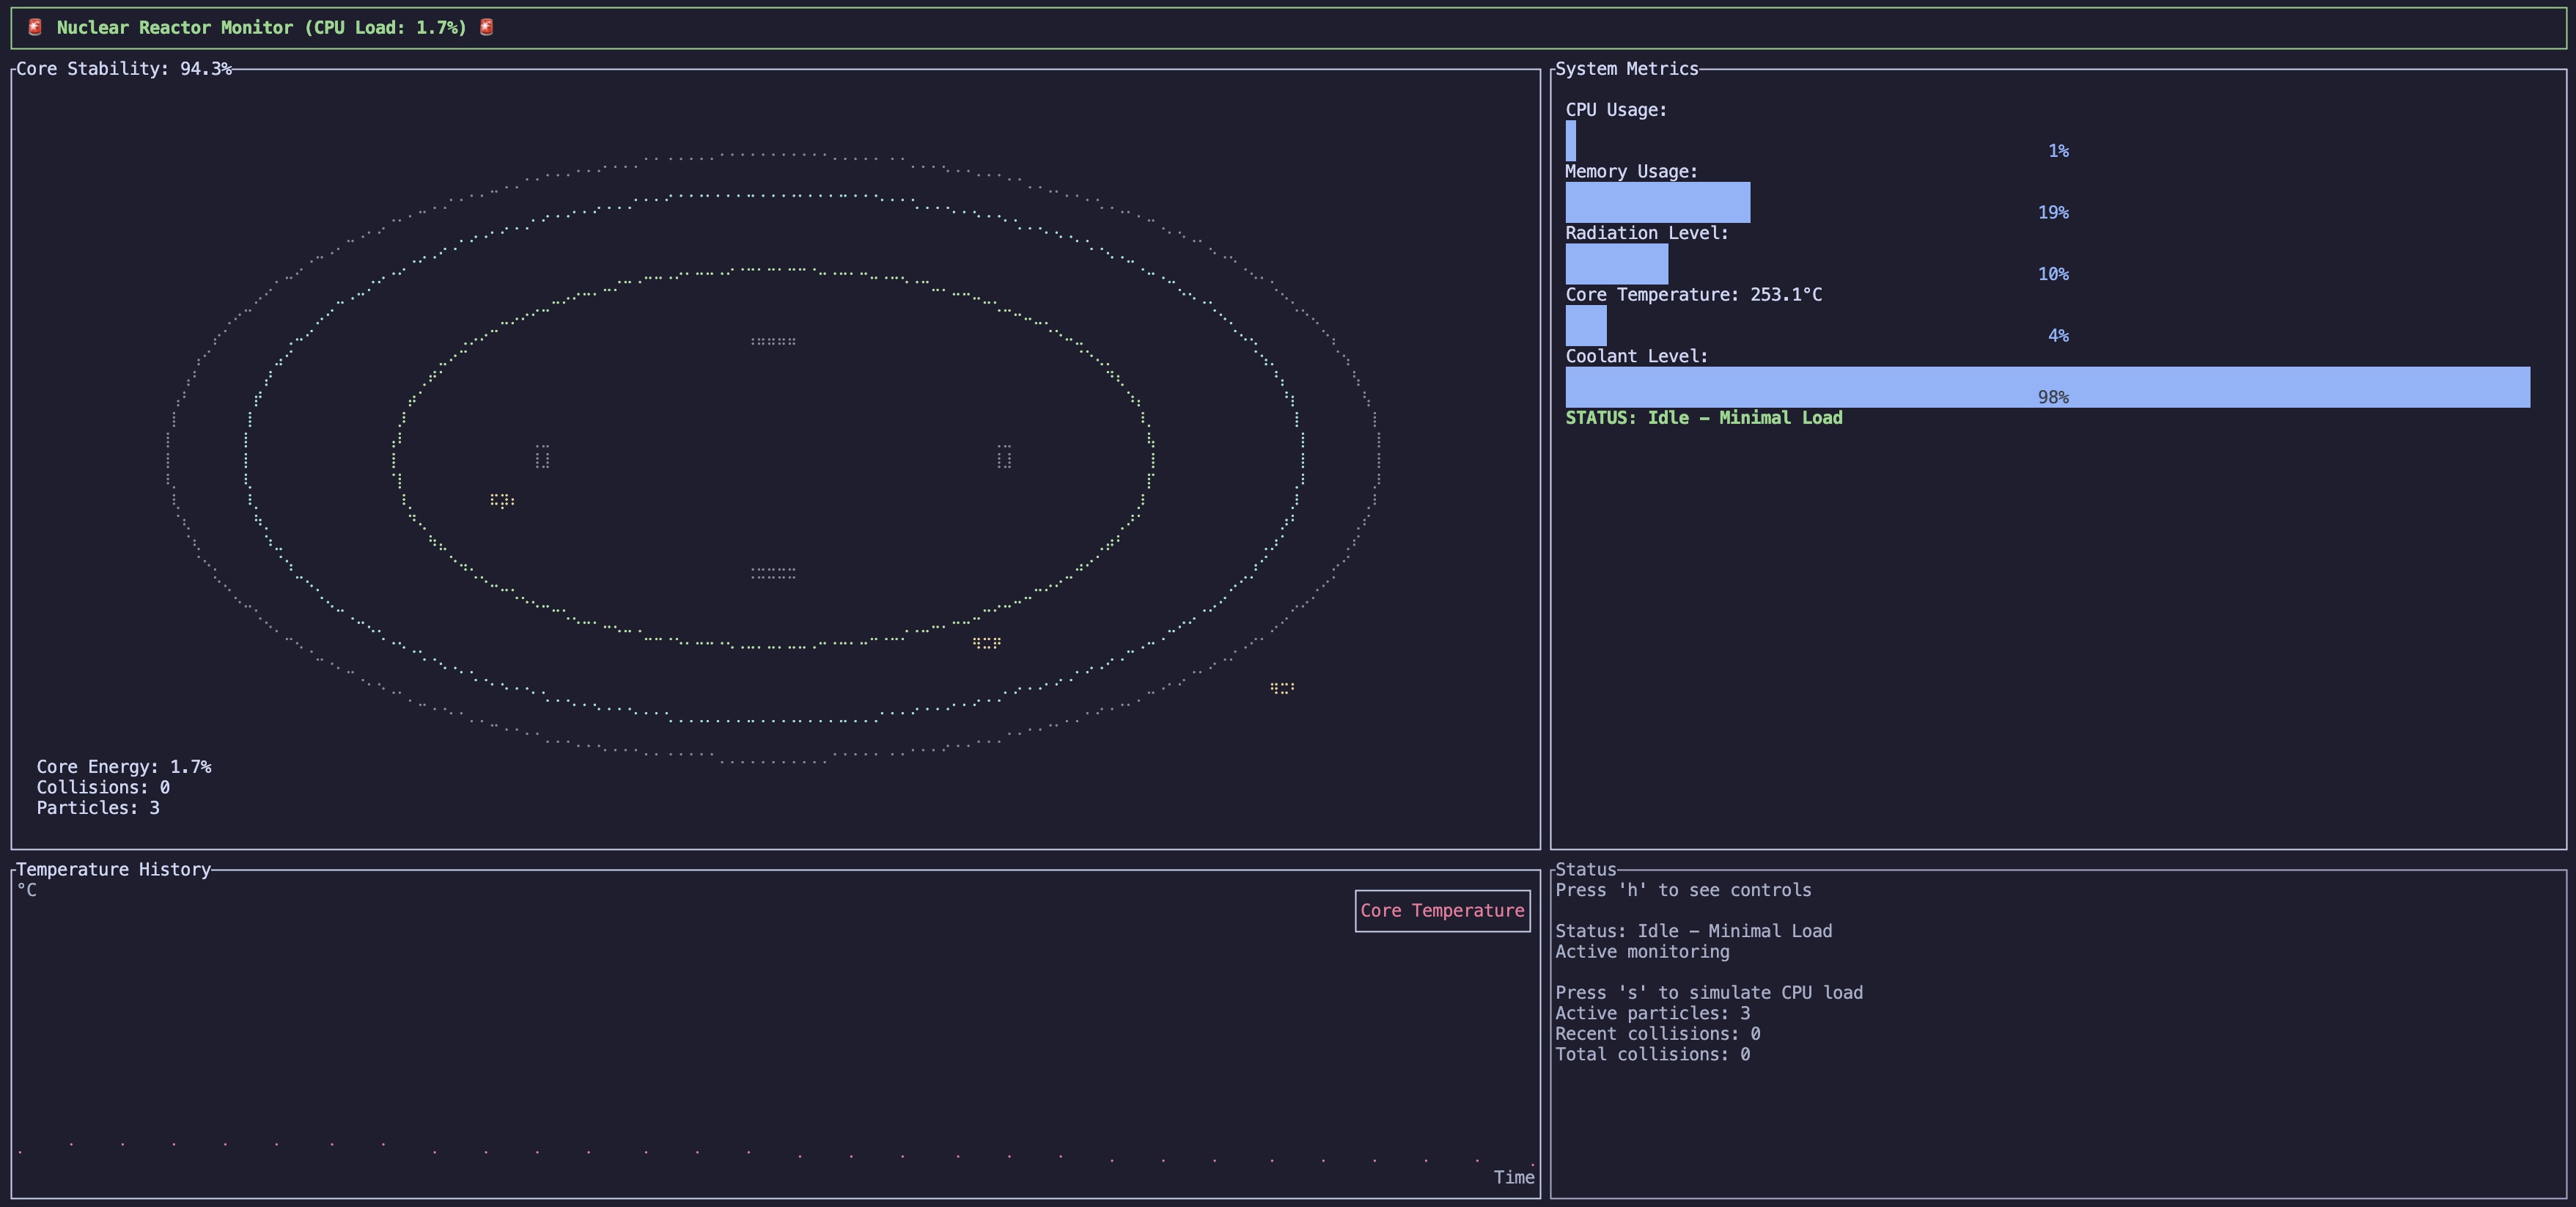 🚨 Nuclear Reactor Monitor (CPU Load: 1.7%) 🚨
Core Stability: 94.3%
Core Energy: 1.7%
Collisions: 0
Particles: 3
System Metrics
CPU Usage:
1%
Memory Usage:
19%
Radiation Level:
10%
Core Temperature: 253.1°C
4%
Coolant Level:
98%
STATUS: Idle – Minimal Load
Temperature History
°C
Core Temperature
Time
Status
Press 'h' to see controls
Status: Idle – Minimal Load
Active monitoring
Press 's' to simulate CPU load
Active particles: 3
Recent collisions: 0
Total collisions: 0